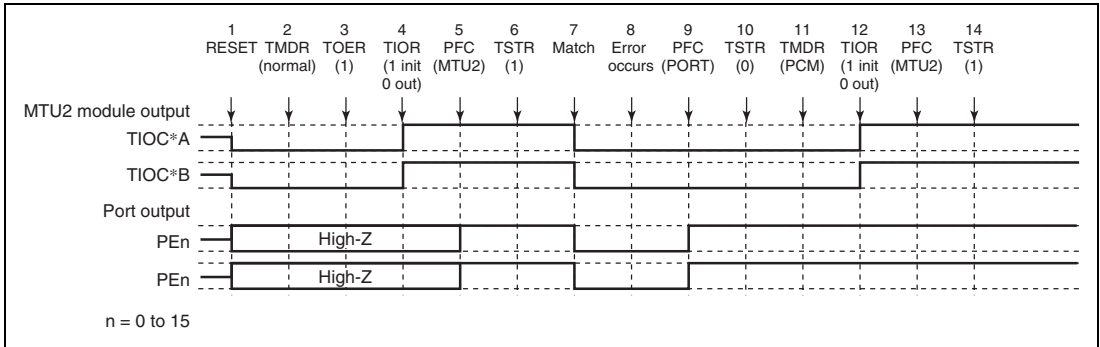 1 2 3 4 5 6 7 8 9 10 11 12 13 14
RESET TMDR TOER TIOR PFC TSTR Match Error PFC TSTR TMDR TIOR PFC TSTR
(normal) (1) (1 init (MTU2) (1) occurs (PORT) (0) (PCM) (1 init (MTU2) (1)
0 out) 0 out)
MTU2 module output
TIOC*A
TIOC*B
Port output
PEn High-Z
PEn High-Z
n = 0 to 15